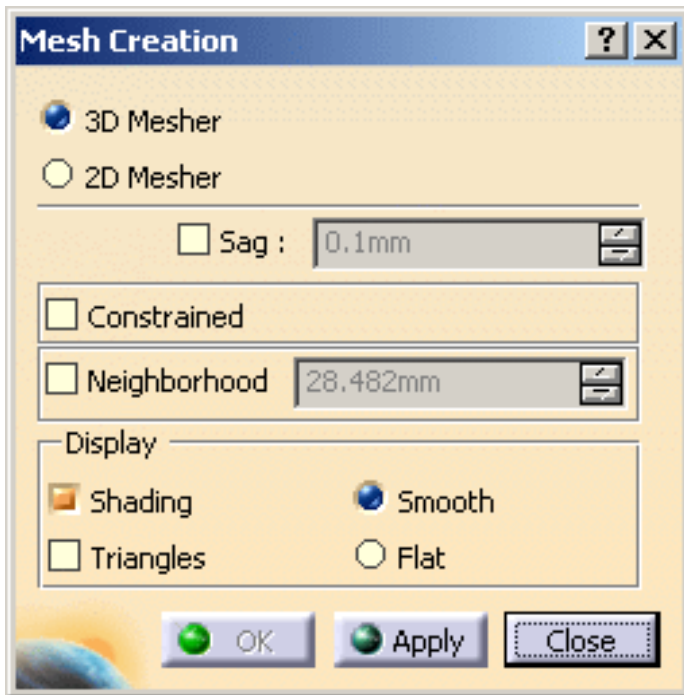 Mesh Creation ? X
3D Mesher
2D Mesher
Sag : 0.1mm
Constrained
Neighborhood 28.482mm
Display
Shading Smooth
Triangles Flat
OK Apply Close